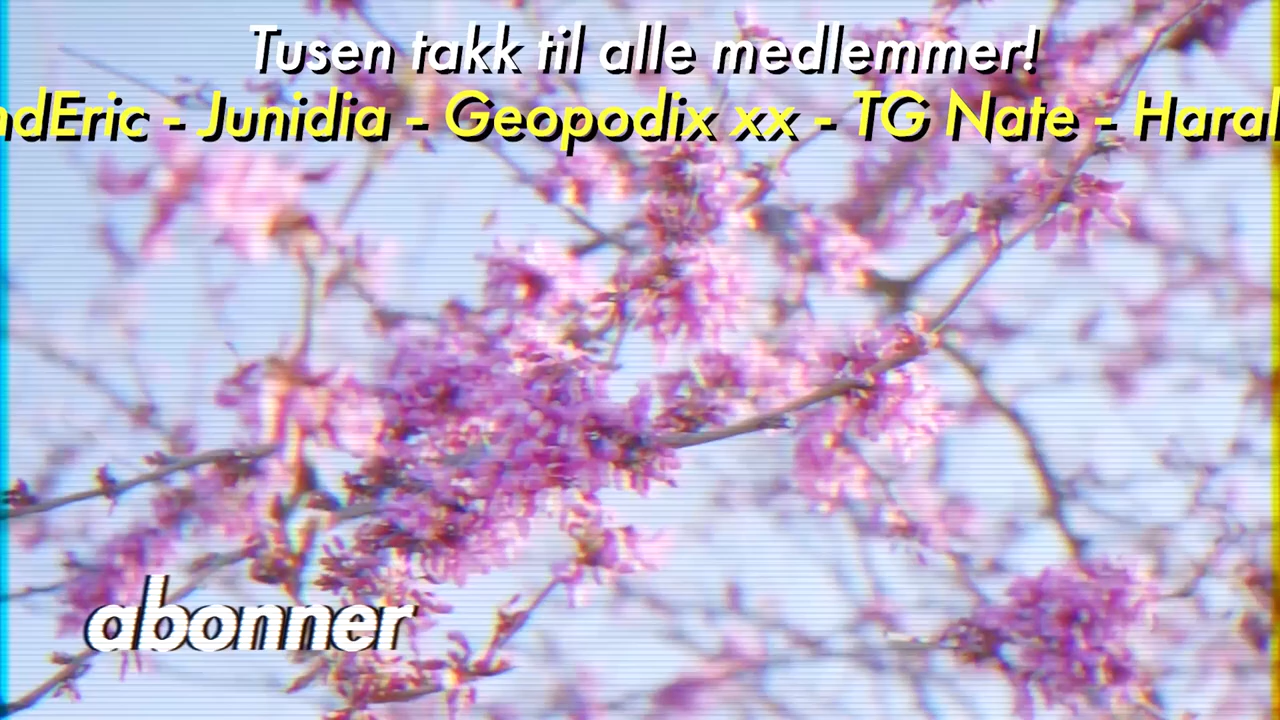 Tusen takk til alle medlemmer!
ndEric - Junidia - Geopodix xx - TG Nate - Haral
abonner